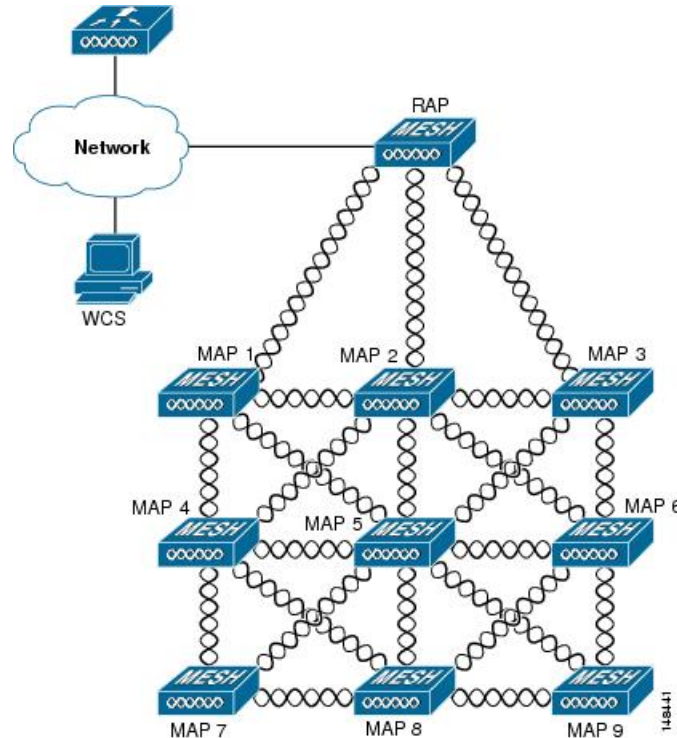 RAP
MESH
Network
WCS
MAP 1
MAP 2
MAP 3
MESH
MESH
MESH
MAP 4
MAP 5
MAP 6
MESH
MESH
MESH
MESH
MESH
MESH
MAP 7
MAP 8
MAP 9
148441